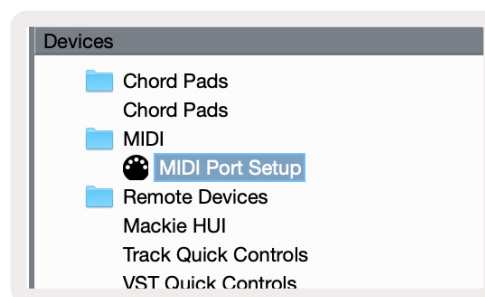 Devices
Chord Pads
Chord Pads
MIDI
MIDI Port Setup
Remote Devices
Mackie HUI
Track Quick Controls
VST Quick Controls